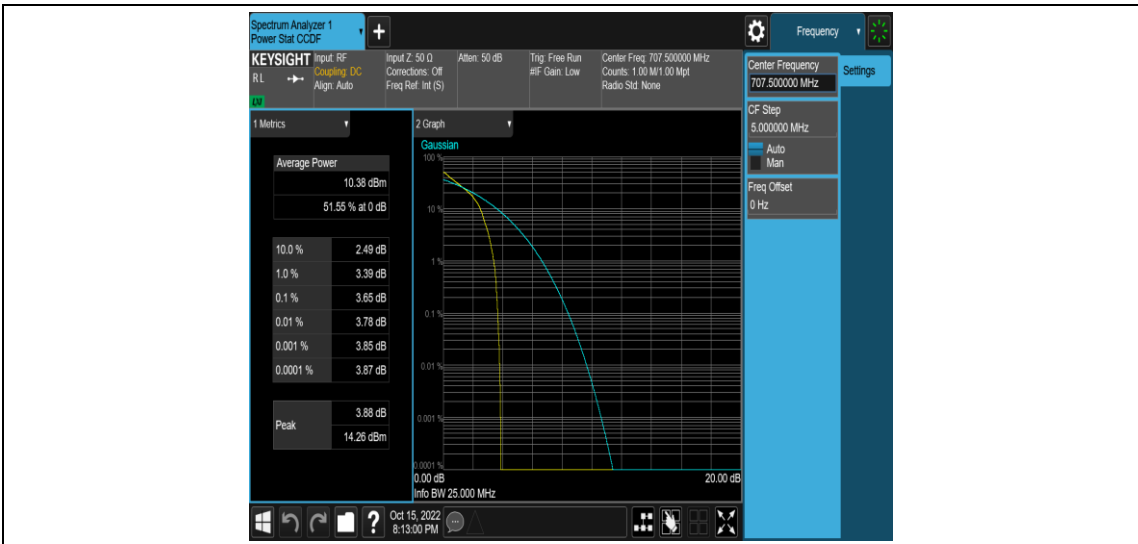 Spectrum Analyzer 1
Power Stat CCDF
+
Frequency
KEYSIGHT
RL
LXI
Input: RF
Coupling: DC
Align: Auto
Input Z: 50 Ω
Corrections: Off
Freq Ref: Int (S)
Atten: 50 dB
Trig: Free Run
#IF Gain: Low
Center Freq: 707.500000 MHz
Counts: 1.00 M/1.00 Mpt
Radio Std: None
Center Frequency
707.500000 MHz
Settings
CF Step
5.000000 MHz
Auto
Man
Freq Offset
0 Hz
1 Metrics
Average Power
10.38 dBm
51.55 % at 0 dB
10.0 % 2.49 dB
1.0 % 3.39 dB
0.1 % 3.65 dB
0.01 % 3.78 dB
0.001 % 3.85 dB
0.0001 % 3.87 dB
Peak
3.88 dB
14.26 dBm
2 Graph
Gaussian
100 %
10 %
1 %
0.1 %
0.01 %
0.001 %
0.0001 %
0.00 dB 20.00 dB
Info BW 25.000 MHz
?
Oct 15, 2022
8:13:00 PM